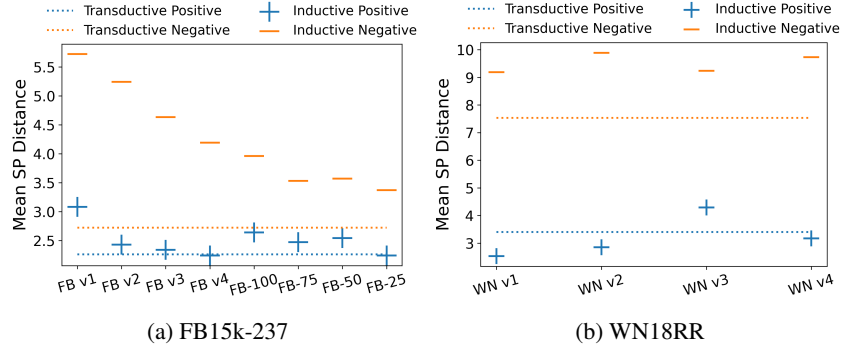 Transductive Positive
Inductive Positive
Transductive Negative
Inductive Negative
Mean SP Distance
5.5
5.0
4.5
4.0
3.5
3.0
2.5
FB v1
FB v2
FB v3
FB v4
FB-100
FB-75
FB-50
FB-25
(a) FB15k-237
Transductive Positive
Inductive Positive
Transductive Negative
Inductive Negative
Mean SP Distance
10
9
8
7
6
5
4
3
WN v1
WN v2
WN v3
WN v4
(b) WN18RR